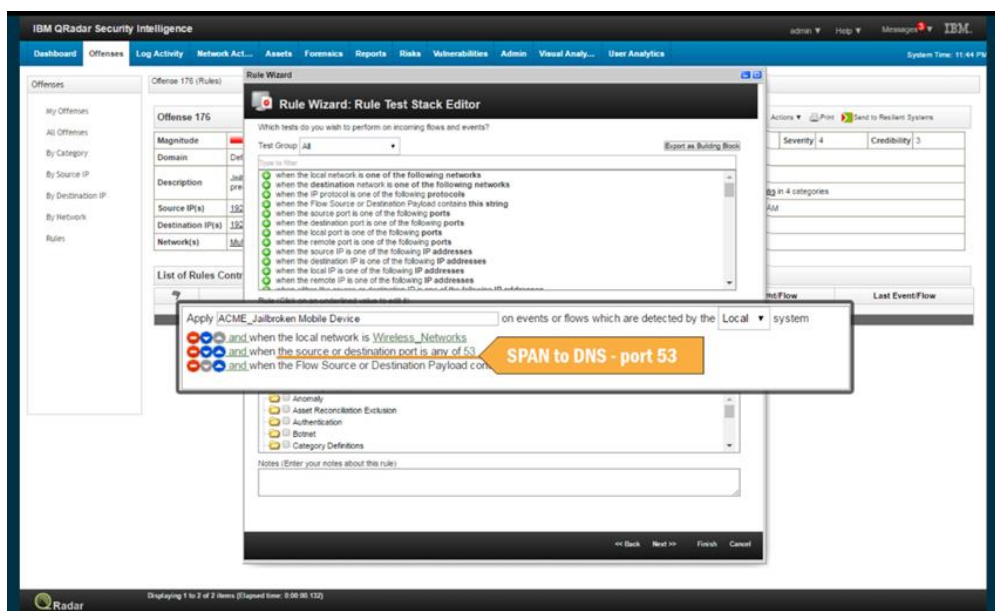 IBM QRadar Security Intelligence
admin ▼ Help ▼ Messages 3 ▼ IBM.
Dashboard Offenses Log Activity Network Act... Assets Forensics Reports Risks Vulnerabilities Admin Visual Analy... User Analytics System Time: 11:44 PM
Offenses
My Offenses
All Offenses
By Category
By Source IP
By Destination IP
By Network
Rules
Offense 176 (Rules)
Offense 176
Actions ▼ Print Send to Resilient Systems
Magnitude
Severity 4 Credibility 3
Domain Def
Description
in 4 categories
Source IP(s) 192
AM
Destination IP(s) 192
Network(s) Mul
List of Rules Contr
nt/Flow Last Event/Flow
Rule Wizard
Rule Wizard: Rule Test Stack Editor
Which tests do you wish to perform on incoming flows and events?
Test Group All Export as Building Block
Type to filter
when the local network is one of the following networks
when the destination network is one of the following networks
when the IP protocol is one of the following protocols
when the Flow Source or Destination Payload contains this string
when the source port is one of the following ports
when the destination port is one of the following ports
when the local port is one of the following ports
when the remote port is one of the following ports
when the source IP is one of the following IP addresses
when the destination IP is one of the following IP addresses
when the local IP is one of the following IP addresses
when the remote IP is one of the following IP addresses
Apply ACME_Jailbroken Mobile Device on events or flows which are detected by the Local ▼ system
and when the local network is Wireless_Networks
and when the source or destination port is any of 53
SPAN to DNS - port 53
and when the Flow Source or Destination Payload con
Anomaly
Asset Reconciliation Exclusion
Authentication
Botnet
Category Definitions
Notes (Enter your notes about this rule)
<< Back Next >> Finish Cancel
QRadar
Displaying 1 to 2 of 2 items (Elapsed time: 0:00:00.132)